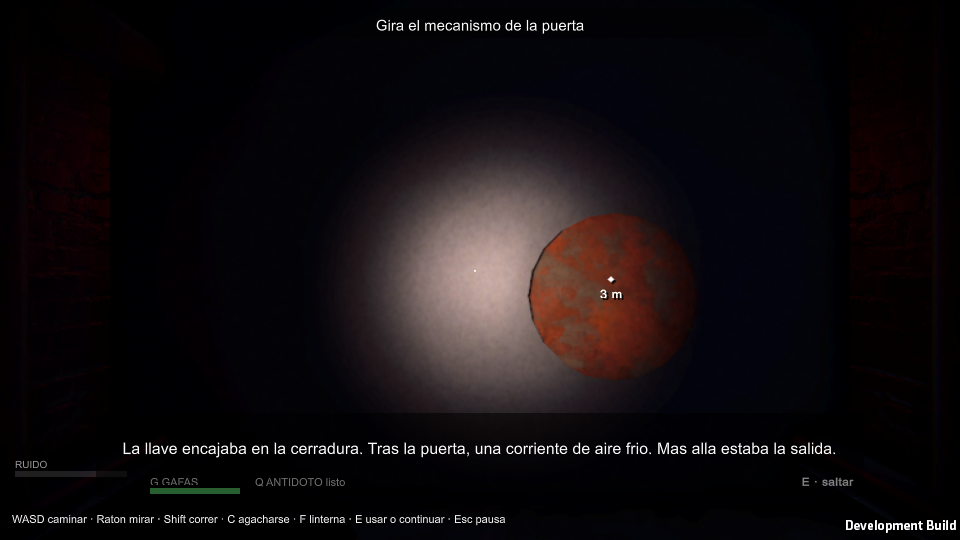 Gira el mecanismo de la puerta
3 m
La llave encajaba en la cerradura. Tras la puerta, una corriente de aire frio. Mas alla estaba la salida.
RUIDO
G GAFAS
Q ANTIDOTO listo
E · saltar
WASD caminar · Raton mirar · Shift correr · C agacharse · F linterna · E usar o continuar · Esc pausa
Development Build